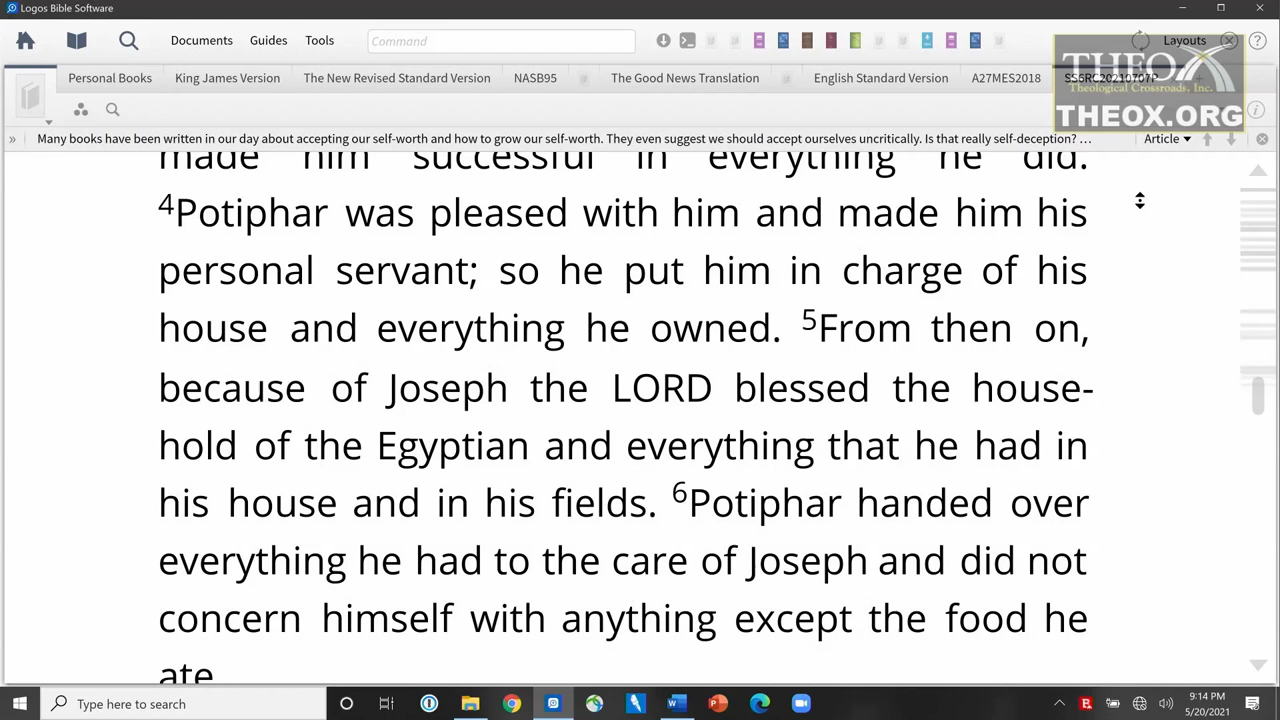 Logos Bible Software
Documents Guides Tools Command Layouts
Personal Books King James Version The New Revised Standard Version NASB95 The Good News Translation English Standard Version A27MES2018 SS6RC20210707P
THEOX
Theological Crossroads, Inc.
THEOX.ORG
Many books have been written in our day about accepting our self-worth and how to grow our self-worth. They even suggest we should accept ourselves uncritically. Is that really self-deception? ... Article
made him successful in everything he did.
4Potiphar was pleased with him and made him his
personal servant; so he put him in charge of his
house and everything he owned. 5From then on,
because of Joseph the LORD blessed the house-
hold of the Egyptian and everything that he had in
his house and in his fields. 6Potiphar handed over
everything he had to the care of Joseph and did not
concern himself with anything except the food he
ate
Type here to search
9:14 PM
5/20/2021